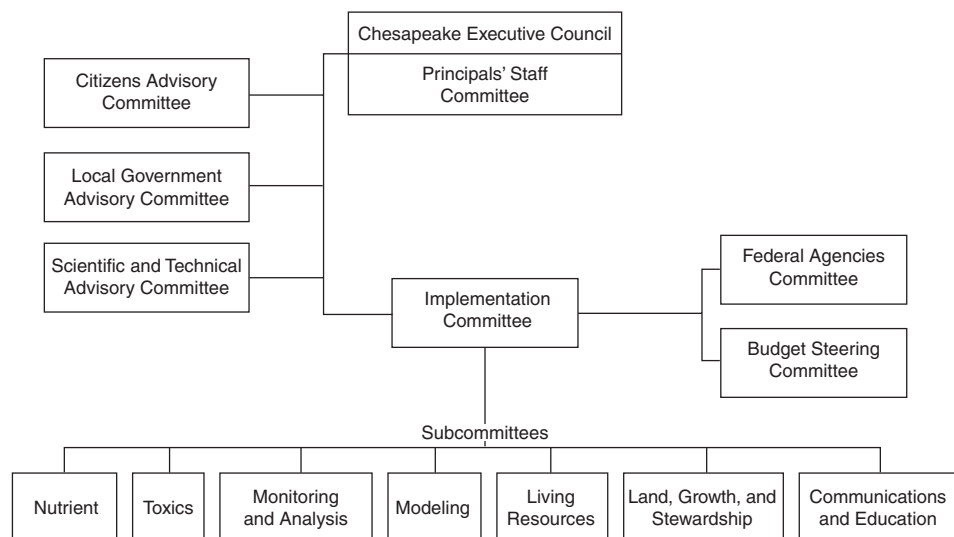 Chesapeake Executive Council
Principals' Staff
Committee
Citizens Advisory
Committee
Local Government
Advisory Committee
Scientific and Technical
Advisory Committee
Implementation
Committee
Federal Agencies
Committee
Budget Steering
Committee
Subcommittees
Nutrient
Toxics
Monitoring
and Analysis
Modeling
Living
Resources
Land, Growth, and
Stewardship
Communications
and Education